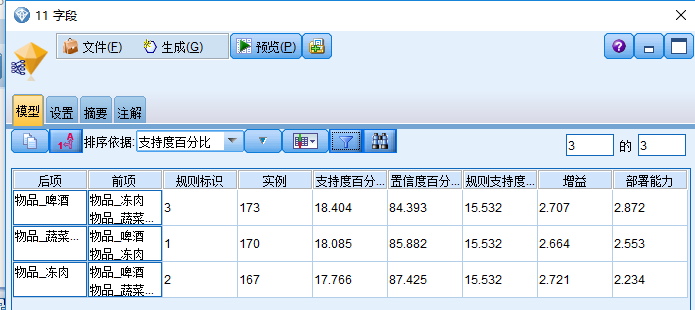 11 字段
文件(F) 生成(G) 预览(P)
模型 设置 摘要 注解
排序依据: 支持度百分比 3 的 3
后项 前项 规则标识 实例 支持度百分... 置信度百分... 规则支持度... 增益 部署能力
物品_啤酒 物品_冻肉 3 173 18.404 84.393 15.532 2.707 2.872
物品_蔬菜...
物品_蔬菜... 物品_啤酒 1 170 18.085 85.882 15.532 2.664 2.553
物品_冻肉
物品_冻肉 物品_啤酒 2 167 17.766 87.425 15.532 2.721 2.234
物品_蔬菜...